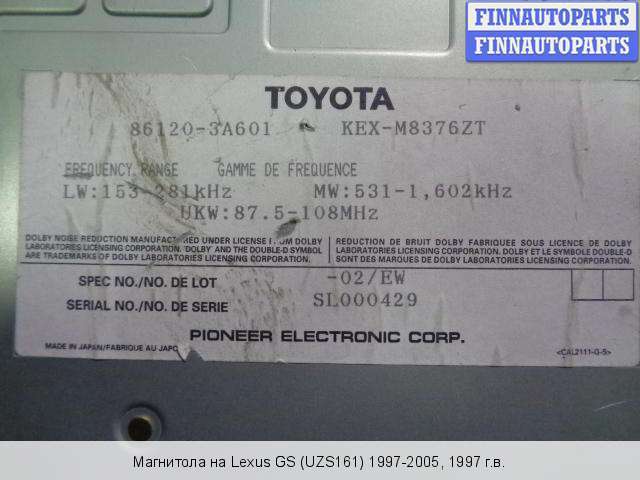 FINNAUTOPARTS
FINNAUTOPARTS
TOYOTA
86120-3A601 KEX-M8376ZT
FREQUENCY RANGE GAMME DE FREQUENCE
LW:153-281kHz MW:531-1,602kHz
UKW:87.5-108MHz
DOLBY NOISE REDUCTION MANUFACTURED UNDER LICENSE FROM DOLBY
LABORATORIES LICENSING CORPORATION. "DOLBY" AND THE DOUBLE-D SYMBOL
ARE TRADEMARKS OF DOLBY LABORATORIES LICENSING CORPORATION.
REDUCTION DE BRUIT DOLBY FABRIQUEE SOUS LICENCE DE DOLBY
LABORATORIES LICENSING CORPORATION. DOLBY ET LE SYMBOLE DOUBLE-D
SONT DES MARQUES DE DOLBY LABORATORIES LICENSING CORPORATION.
SPEC NO./NO. DE LOT -02/EW
SERIAL NO./NO. DE SERIE SL000429
PIONEER ELECTRONIC CORP.
MADE IN JAPAN/FABRIQUE AU JAPO
<CAL2111-G-5>
Магнитола на Lexus GS (UZS161) 1997-2005, 1997 г.в.